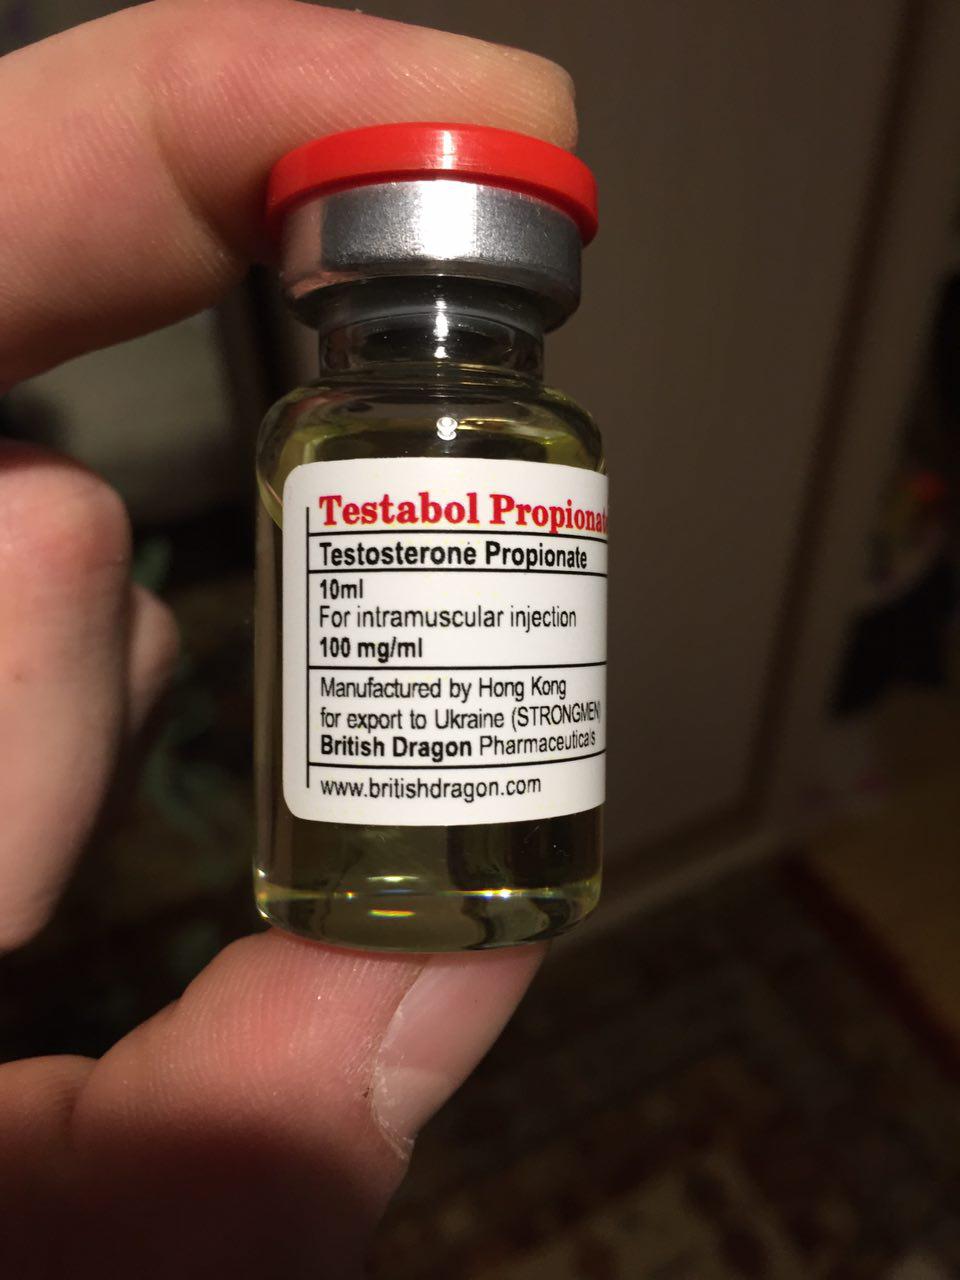 Testabol Propionate
Testosterone Propionate
10ml
For intramuscular injection
100 mg/ml
Manufactured by Hong Kong
for export to Ukraine (STRONGMEN)
British Dragon Pharmaceuticals
www.britishdragon.com